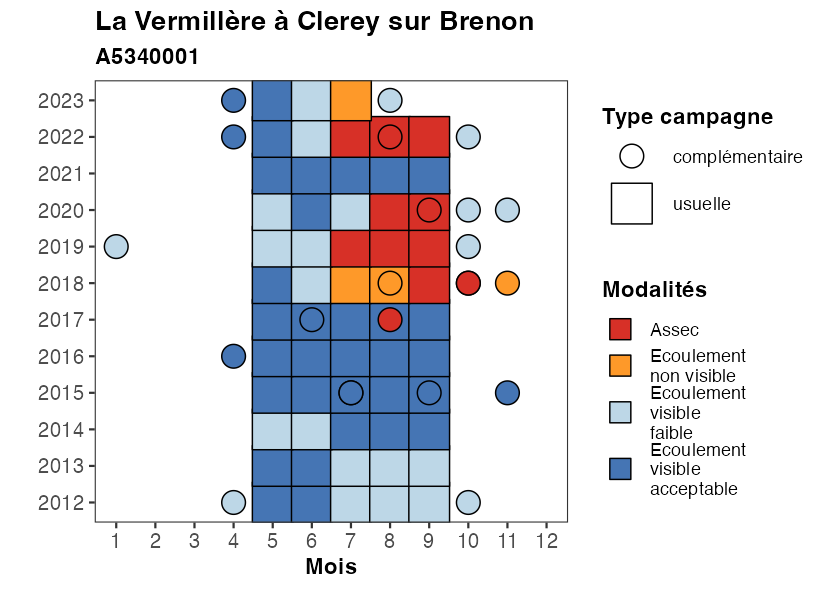 La Vermillère à Clerey sur Brenon
A5340001
2023
2022
2021
2020
2019
2018
2017
2016
2015
2014
2013
2012
1 2 3 4 5 6 7 8 9 10 11 12
Mois
Type campagne
complémentaire
usuelle
Modalités
Assec
Ecoulement
non visible
Ecoulement
visible
faible
Ecoulement
visible
acceptable